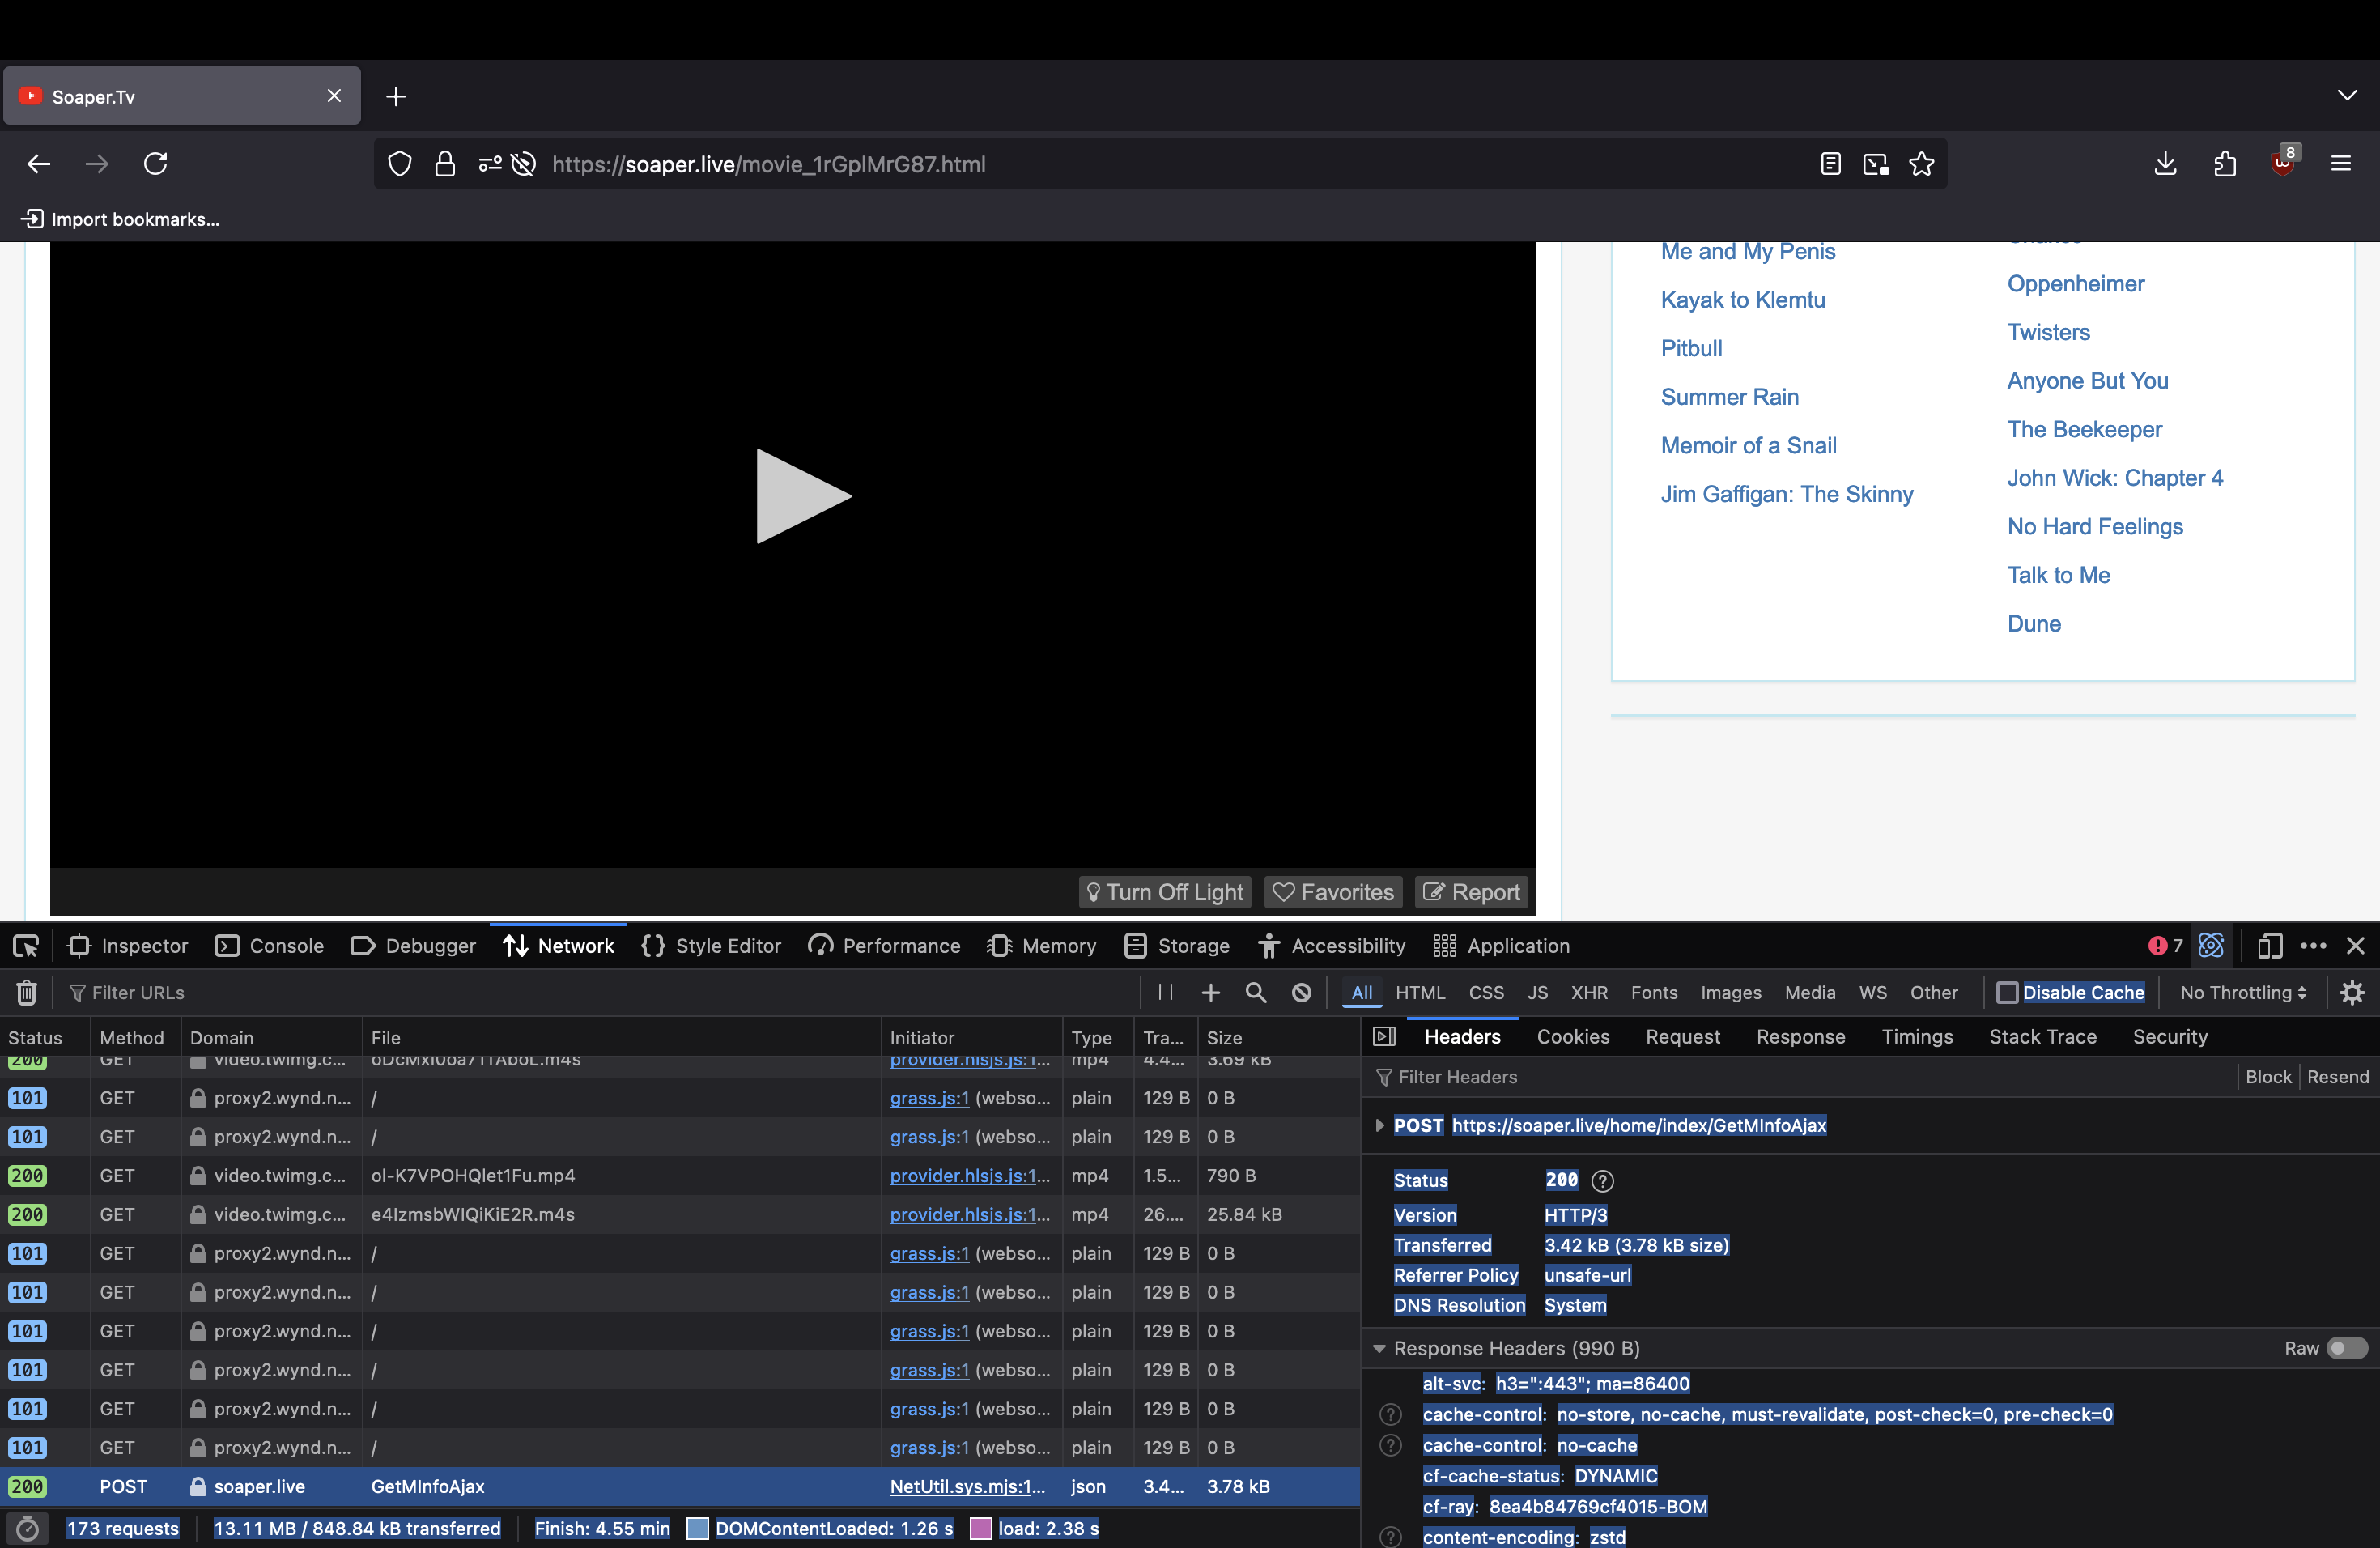 Soaper.Tv
https://soaper.live/movie_1rGplMrG87.html
8
Import bookmarks...
Me and My Penis
Kayak to Klemtu
Pitbull
Summer Rain
Memoir of a Snail
Jim Gaffigan: The Skinny
Oppenheimer
Twisters
Anyone But You
The Beekeeper
John Wick: Chapter 4
No Hard Feelings
Talk to Me
Dune
Turn Off Light Favorites Report
Inspector Console Debugger Network Style Editor Performance Memory Storage Accessibility Application 7
Filter URLs All HTML CSS JS XHR Fonts Images Media WS Other Disable Cache No Throttling
Status Method Domain File Initiator Type Tra... Size
200 GET video.twimg.c... provider.hlsjs.js:1... mp4 4.4... 3.69 kB
101 GET proxy2.wynd.n... / grass.js:1 (webso... plain 129 B 0 B
101 GET proxy2.wynd.n... / grass.js:1 (webso... plain 129 B 0 B
200 GET video.twimg.c... ol-K7VPOHQlet1Fu.mp4 provider.hlsjs.js:1... mp4 1.5... 790 B
200 GET video.twimg.c... e4IzmsbWIQiKiE2R.m4s provider.hlsjs.js:1... mp4 26.... 25.84 kB
101 GET proxy2.wynd.n... / grass.js:1 (webso... plain 129 B 0 B
101 GET proxy2.wynd.n... / grass.js:1 (webso... plain 129 B 0 B
101 GET proxy2.wynd.n... / grass.js:1 (webso... plain 129 B 0 B
101 GET proxy2.wynd.n... / grass.js:1 (webso... plain 129 B 0 B
101 GET proxy2.wynd.n... / grass.js:1 (webso... plain 129 B 0 B
101 GET proxy2.wynd.n... / grass.js:1 (webso... plain 129 B 0 B
200 POST soaper.live GetMInfoAjax NetUtil.sys.mjs:1... json 3.4... 3.78 kB
173 requests 13.11 MB / 848.84 kB transferred Finish: 4.55 min DOMContentLoaded: 1.26 s load: 2.38 s
Headers Cookies Request Response Timings Stack Trace Security
Filter Headers Block Resend
POST https://soaper.live/home/index/GetMInfoAjax
Status 200
Version HTTP/3
Transferred 3.42 kB (3.78 kB size)
Referrer Policy unsafe-url
DNS Resolution System
Response Headers (990 B) Raw
alt-svc: h3=":443"; ma=86400
cache-control: no-store, no-cache, must-revalidate, post-check=0, pre-check=0
cache-control: no-cache
cf-cache-status: DYNAMIC
cf-ray: 8ea4b84769cf4015-BOM
content-encoding: zstd